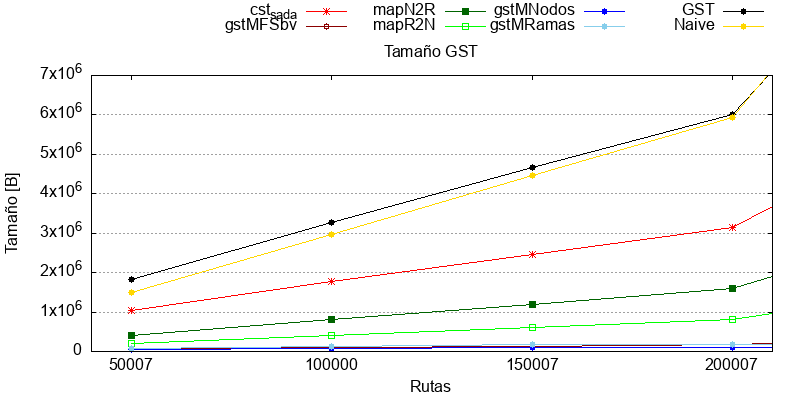 cst_sada mapN2R gstMNodos GST
gstMFSbv mapR2N gstMRamas Naive
Tamaño GST
7x10^6
6x10^6
5x10^6
4x10^6
3x10^6
2x10^6
1x10^6
0
Tamaño [B]
50007 100000 150007 200007
Rutas